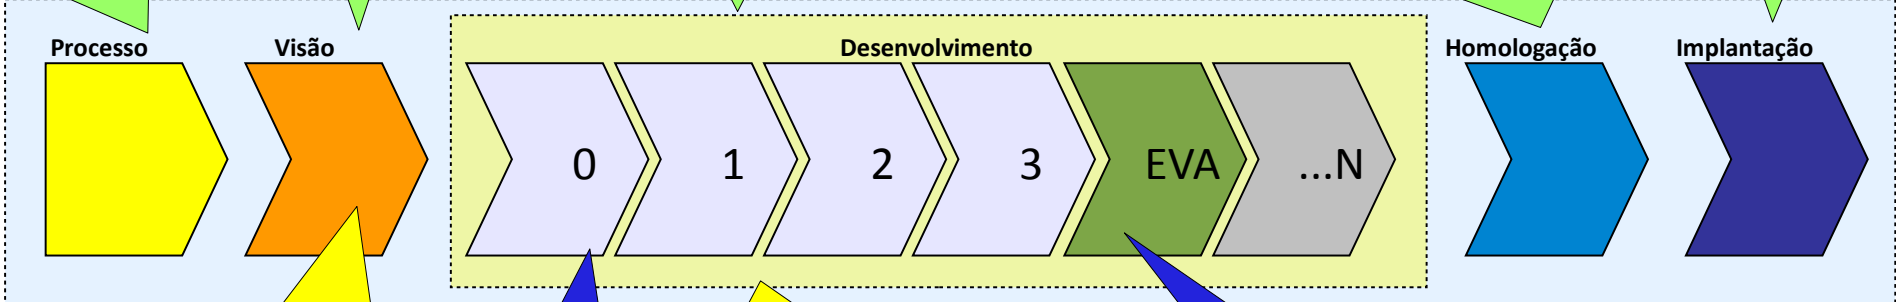 Processo
Visão
Desenvolvimento
Homologação
Implantação
0
1
2
3
EVA
...N